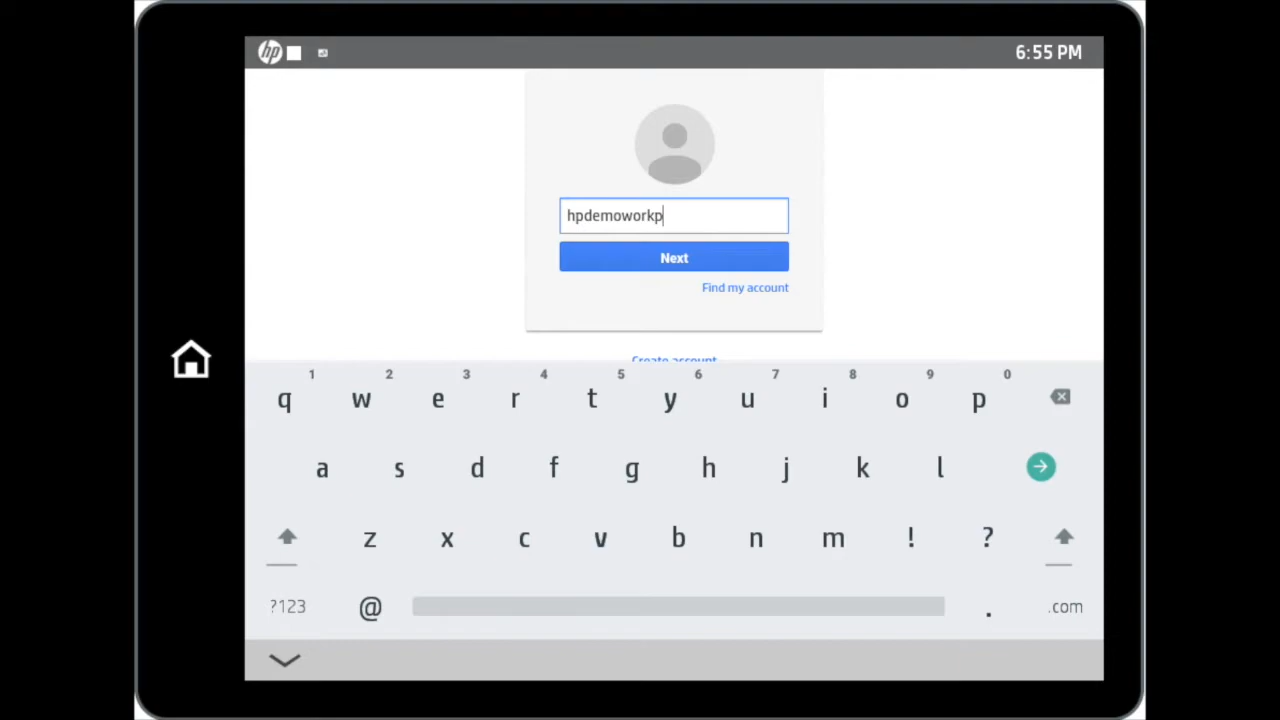 hp 6:55 PM
hpdemoworkp
Next
Find my account
Create account
1 2 3 4 5 6 7 8 9 0
q w e r t y u i o p
a s d f g h j k l
z x c v b n m ! ?
?123 @ . .com